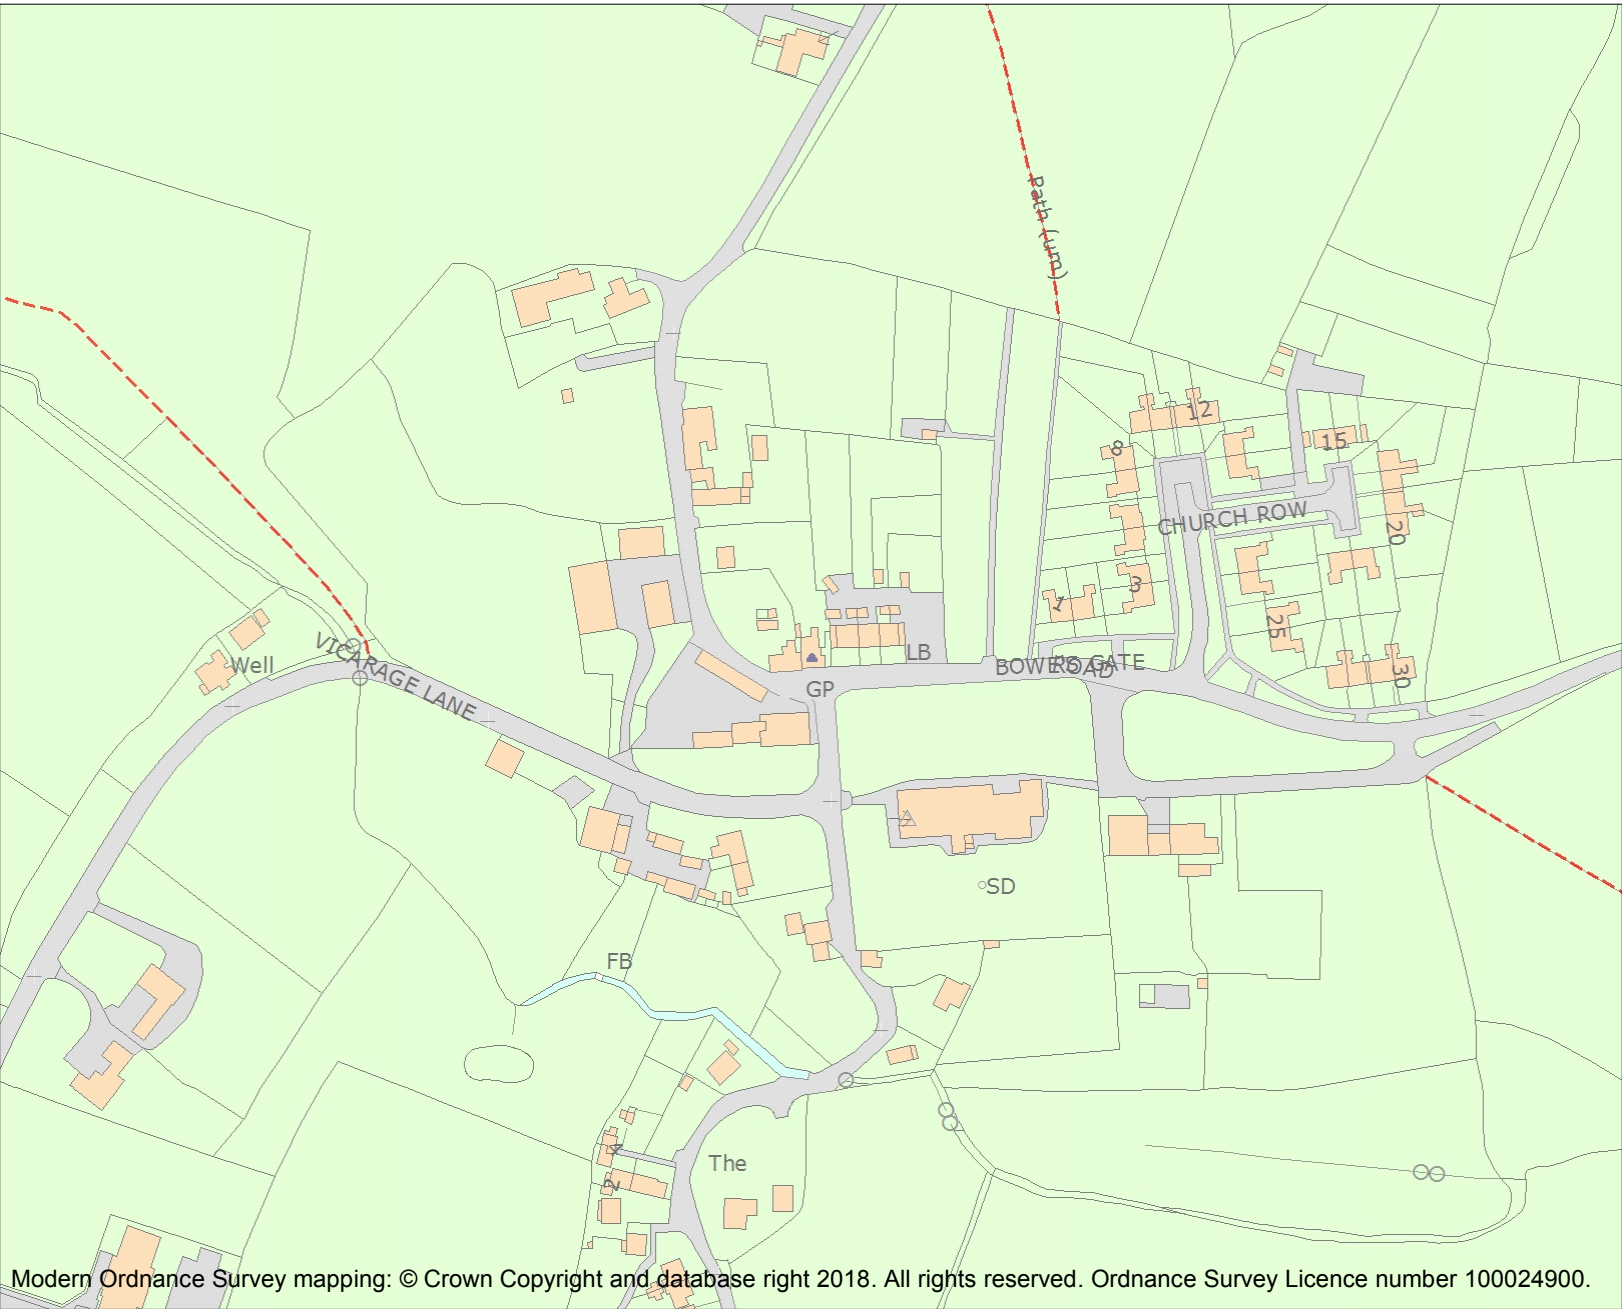 Path (um)
12
8
15
CHURCH ROW
20
3
1
25
VICARAGE LANE
Well
LB
BOWERS GATE
ROAD
30
GP
SD
FB
4
The
2
Modern Ordnance Survey mapping: © Crown Copyright and database right 2018. All rights reserved. Ordnance Survey Licence number 100024900.